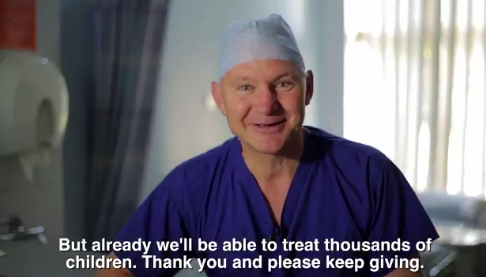 But already we'll be able to treat thousands of
children. Thank you and please keep giving.